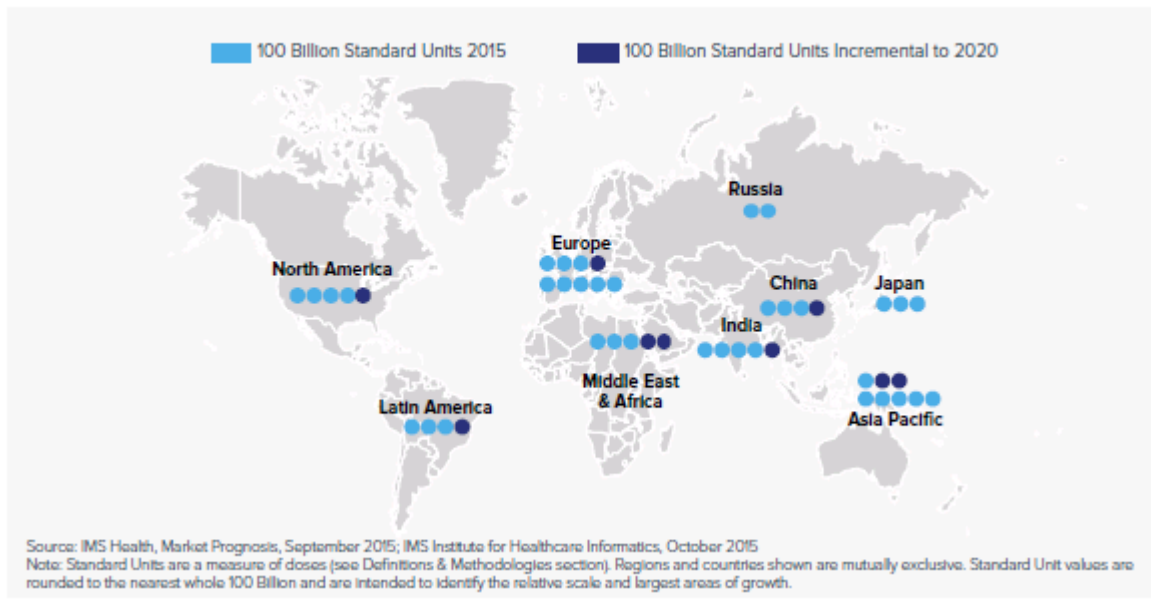 100 Billion Standard Units 2015
100 Billion Standard Units Incremental to 2020
Russia
Europe
North America
China
Japan
India
Middle East
& Africa
Latin America
Asia Pacific
Source: IMS Health, Market Prognosis, September 2015; IMS Institute for Healthcare Informatics, October 2015
Note: Standard Units are a measure of doses (see Definitions & Methodologies section). Regions and countries shown are mutually exclusive. Standard Unit values are
rounded to the nearest whole 100 Billion and are intended to identify the relative scale and largest areas of growth.